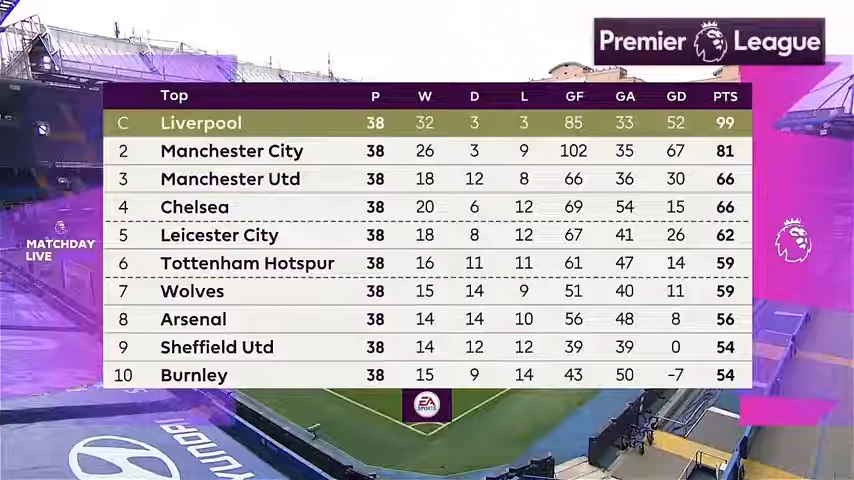 Premier League
Top P W D L GF GA GD PTS
C Liverpool 38 32 3 3 85 33 52 99
2 Manchester City 38 26 3 9 102 35 67 81
3 Manchester Utd 38 18 12 8 66 36 30 66
4 Chelsea 38 20 6 12 69 54 15 66
5 Leicester City 38 18 8 12 67 41 26 62
6 Tottenham Hotspur 38 16 11 11 61 47 14 59
7 Wolves 38 15 14 9 51 40 11 59
8 Arsenal 38 14 14 10 56 48 8 56
9 Sheffield Utd 38 14 12 12 39 39 0 54
10 Burnley 38 15 9 14 43 50 -7 54
MATCHDAY
LIVE
EA
SPORTS
HYUNDAI